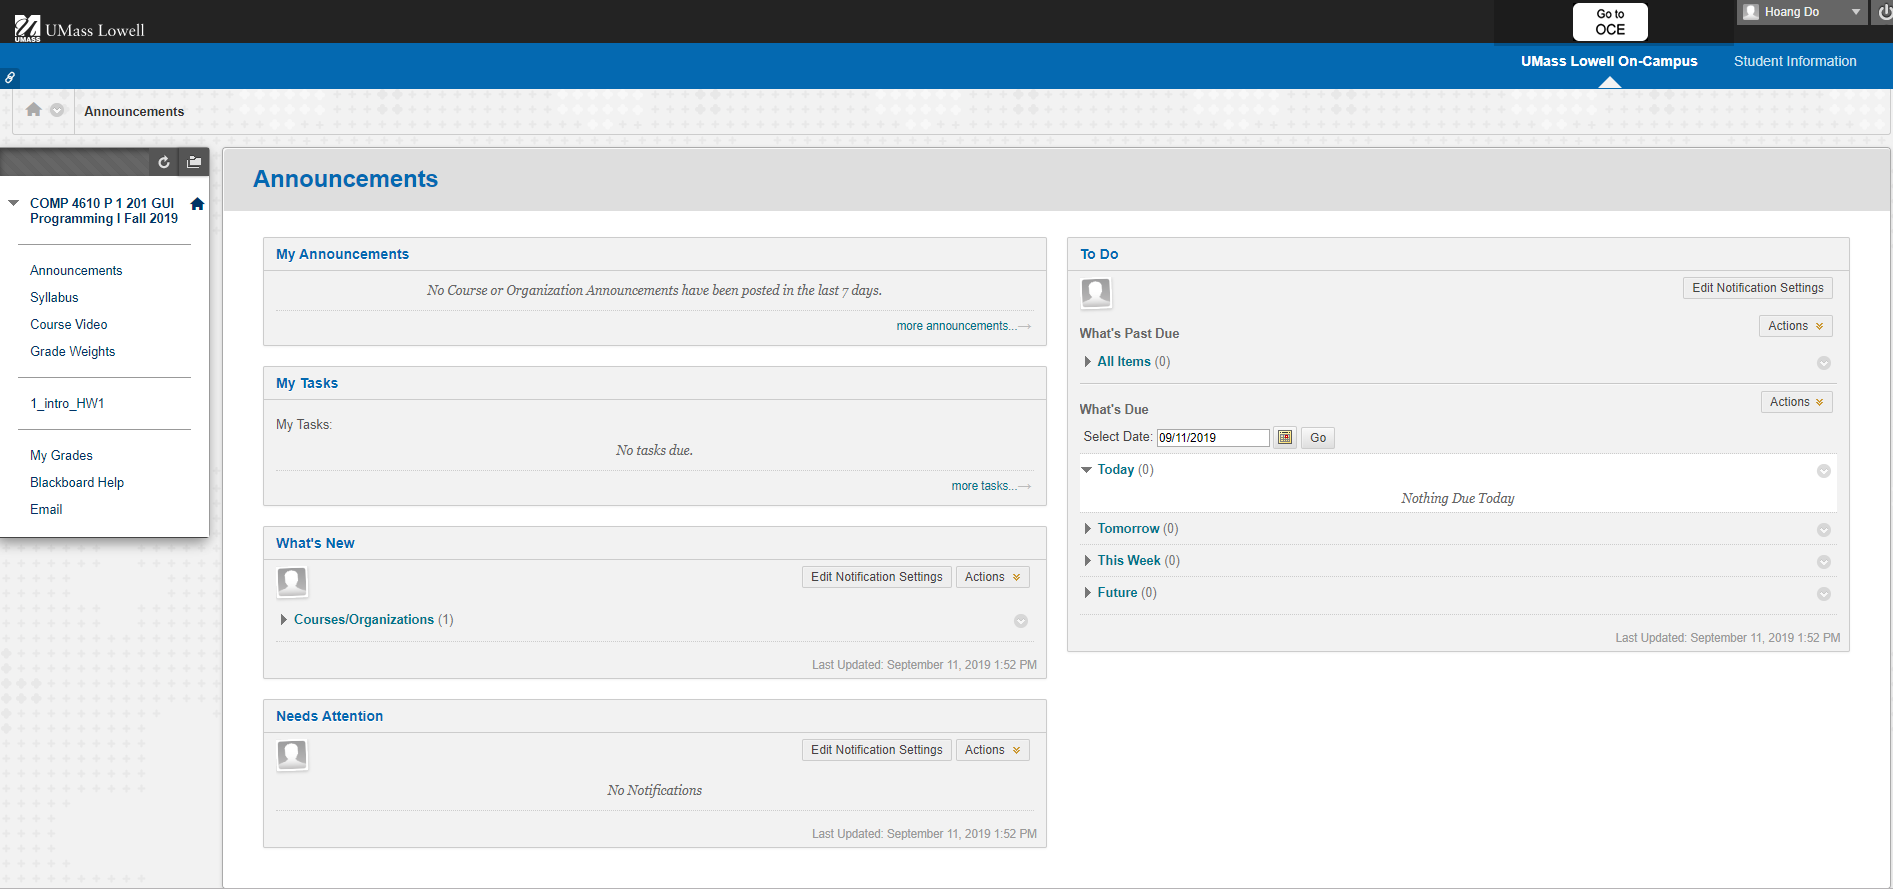 UMASS
UMass Lowell
Go to
OCE
Hoang Do
UMass Lowell On-Campus
Student Information
Announcements
COMP 4610 P 1 201 GUI
Programming I Fall 2019
Announcements
Syllabus
Course Video
Grade Weights
1_intro_HW1
My Grades
Blackboard Help
Email
Announcements
My Announcements
No Course or Organization Announcements have been posted in the last 7 days.
more announcements...→
My Tasks
My Tasks:
No tasks due.
more tasks...→
What's New
Edit Notification Settings
Actions
Courses/Organizations (1)
Last Updated: September 11, 2019 1:52 PM
Needs Attention
Edit Notification Settings
Actions
No Notifications
Last Updated: September 11, 2019 1:52 PM
To Do
Edit Notification Settings
What's Past Due
Actions
All Items (0)
What's Due
Actions
Select Date: 09/11/2019 Go
Today (0)
Nothing Due Today
Tomorrow (0)
This Week (0)
Future (0)
Last Updated: September 11, 2019 1:52 PM